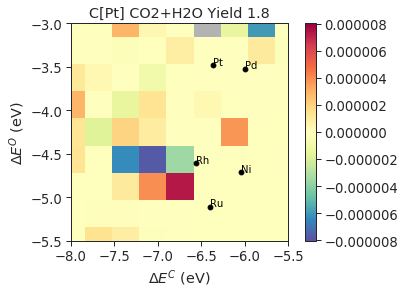 C[Pt] CO2+H2O Yield 1.8
−3.0
−3.5
−4.0
−4.5
−5.0
−5.5
ΔE^O (eV)
Pt
Pd
Rh
Ni
Ru
−8.0 −7.5 −7.0 −6.5 −6.0 −5.5
ΔE^C (eV)
0.000008
0.000006
0.000004
0.000002
0.000000
−0.000002
−0.000004
−0.000006
−0.000008